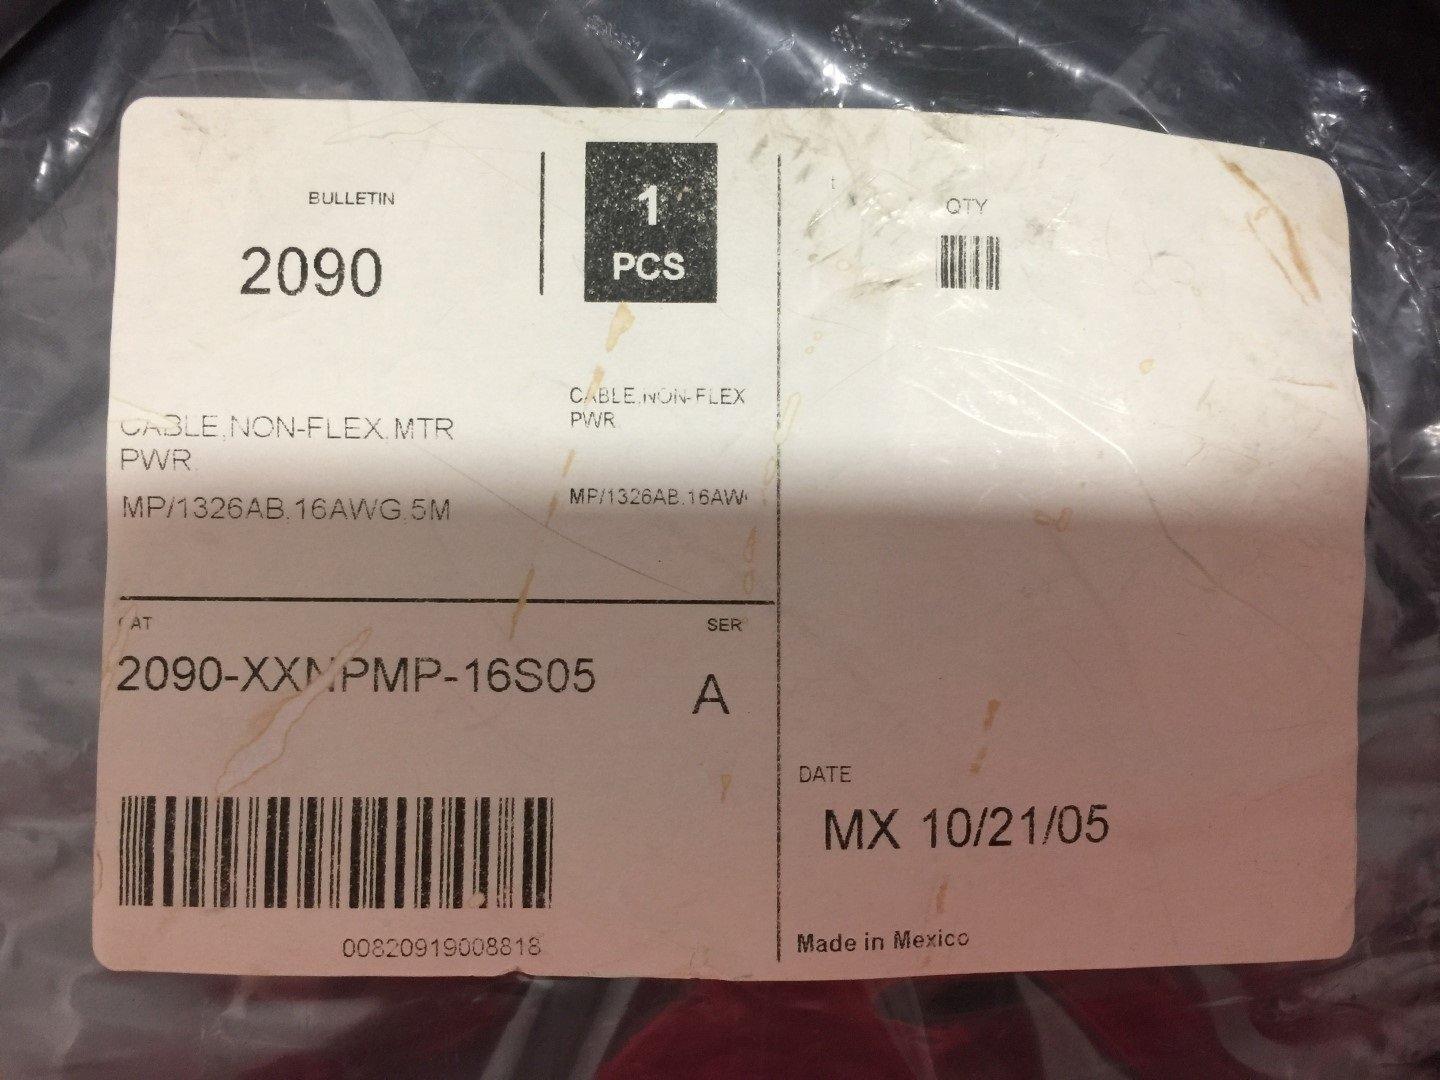 BULLETIN
2090
1
PCS
QTY
CABLE,NON-FLEX,MTR
PWR,
MP/1326AB,16AWG,5M
CABLE,NON-FLEX
PWR,
MP/1326AB,16AW
CAT
SER
2090-XXNPMP-16S05
A
00820919008818
DATE
MX 10/21/05
Made in Mexico